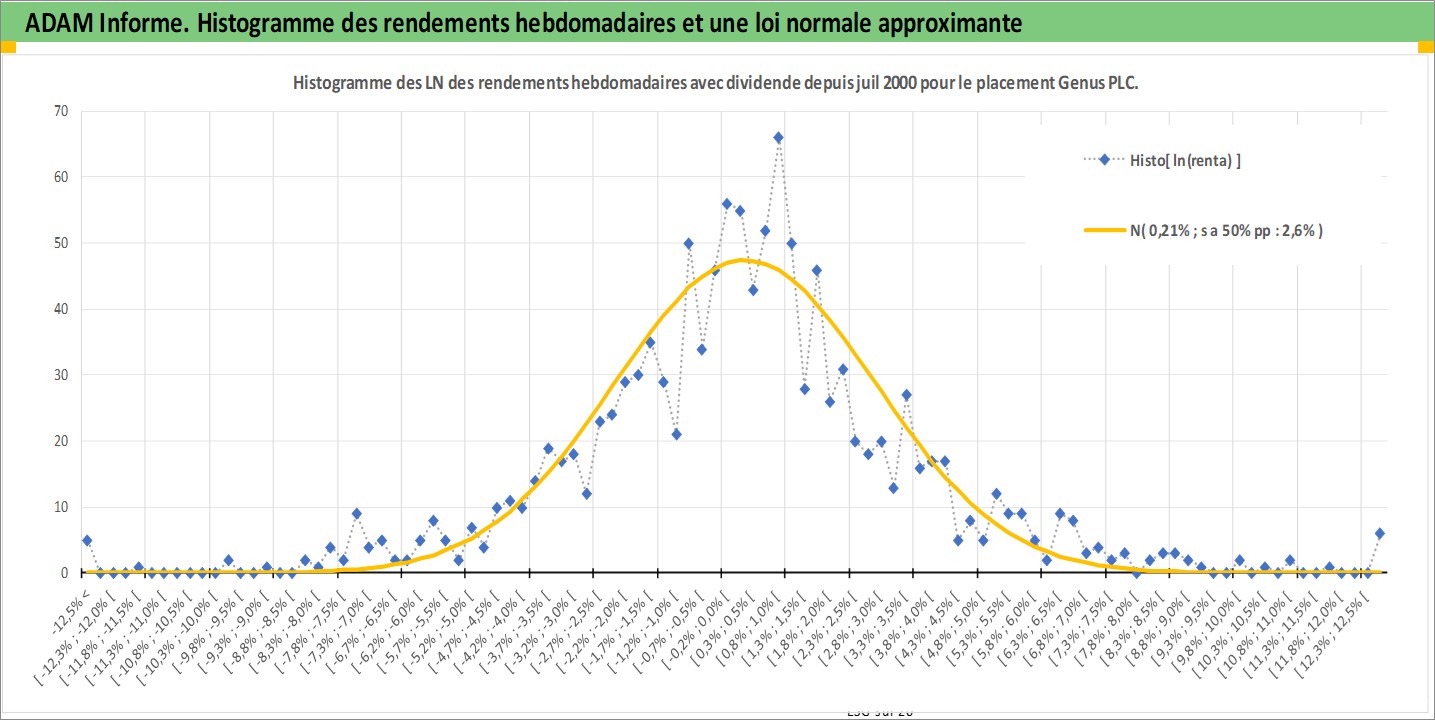 ADAM Informe. Histogramme des rendements hebdomadaires et une loi normale approximante
Histogramme des LN des rendements hebdomadaires avec dividende depuis juil 2000 pour le placement Genus PLC.
70
60
50
40
30
20
10
0
Histo[ ln(renta) ]
N( 0,21% ; s a 50% pp : 2,6% )
-12,5% <
[ -12,3% ; -12,0% [
[ -11,8% ; -11,5% [
[ -11,3% ; -11,0% [
[ -10,8% ; -10,5% [
[ -10,3% ; -10,0% [
[ -9,8% ; -9,5% [
[ -9,3% ; -9,0% [
[ -8,8% ; -8,5% [
[ -8,3% ; -8,0% [
[ -7,8% ; -7,5% [
[ -7,3% ; -7,0% [
[ -6,7% ; -6,5% [
[ -6,2% ; -6,0% [
[ -5,7% ; -5,5% [
[ -5,2% ; -5,0% [
[ -4,7% ; -4,5% [
[ -4,2% ; -4,0% [
[ -3,7% ; -3,5% [
[ -3,2% ; -3,0% [
[ -2,7% ; -2,5% [
[ -2,2% ; -2,0% [
[ -1,7% ; -1,5% [
[ -1,2% ; -1,0% [
[ -0,7% ; -0,5% [
[ -0,2% ; 0,0% [
[ 0,3% ; 0,5% [
[ 0,8% ; 1,0% [
[ 1,3% ; 1,5% [
[ 1,8% ; 2,0% [
[ 2,3% ; 2,5% [
[ 2,8% ; 3,0% [
[ 3,3% ; 3,5% [
[ 3,8% ; 4,0% [
[ 4,3% ; 4,5% [
[ 4,8% ; 5,0% [
[ 5,3% ; 5,5% [
[ 5,8% ; 6,0% [
[ 6,3% ; 6,5% [
[ 6,8% ; 7,0% [
[ 7,3% ; 7,5% [
[ 7,8% ; 8,0% [
[ 8,3% ; 8,5% [
[ 8,8% ; 9,0% [
[ 9,3% ; 9,5% [
[ 9,8% ; 10,0% [
[ 10,3% ; 10,5% [
[ 10,8% ; 11,0% [
[ 11,3% ; 11,5% [
[ 11,8% ; 12,0% [
[ 12,3% ; 12,5% [